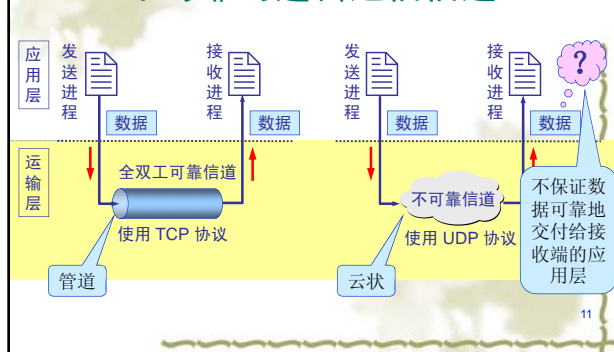 应用层
发送进程
接收进程
发送进程
接收进程
?
数据
数据
数据
数据
运输层
全双工可靠信道
使用 TCP 协议
管道
不可靠信道
使用 UDP 协议
云状
不保证数
据可靠地
交付给接
收端的应
用层
11